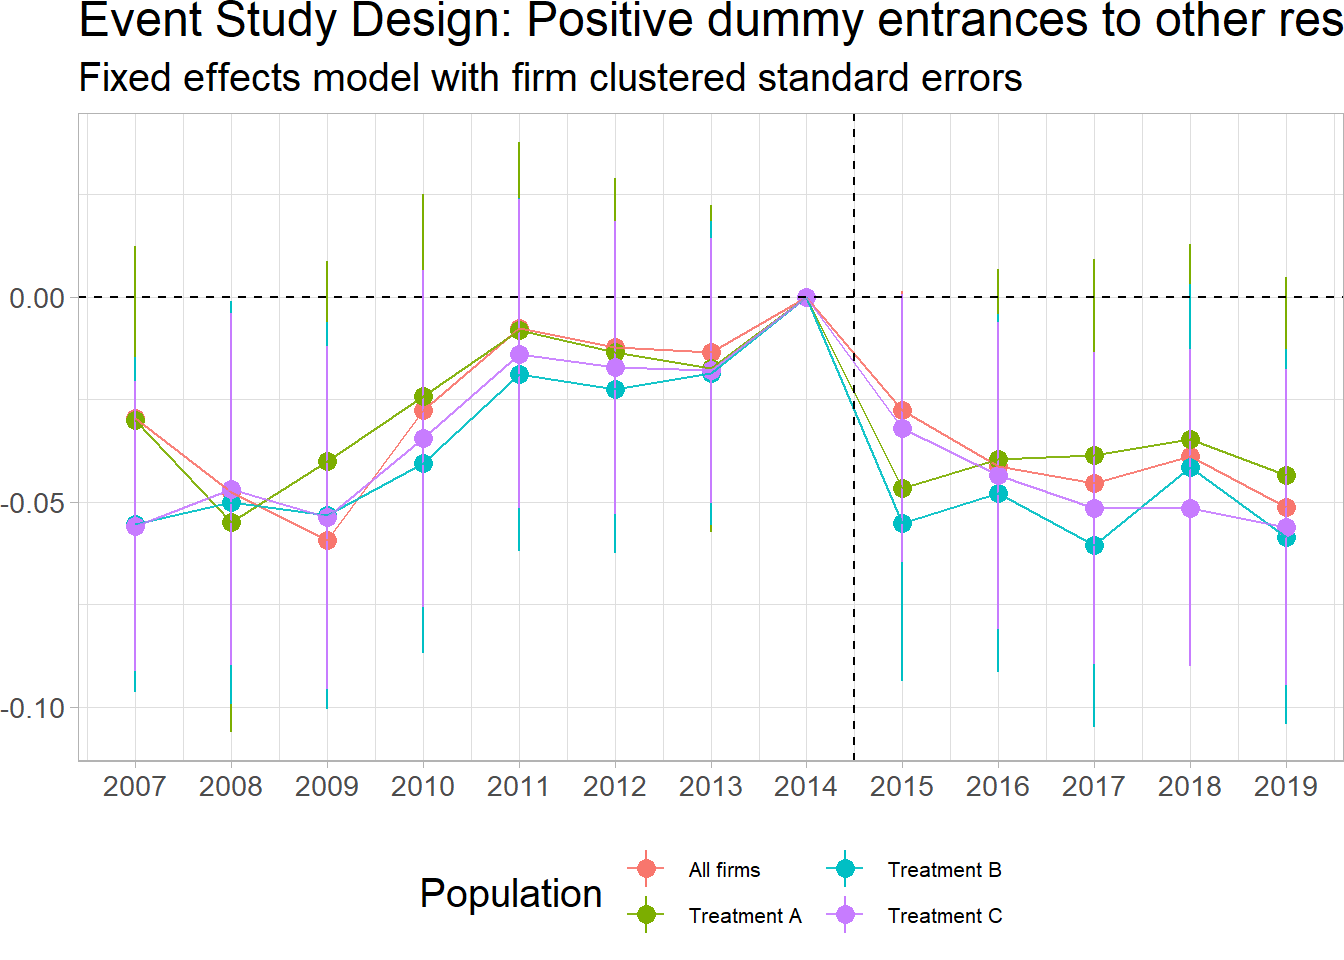 Event Study Design: Positive dummy entrances to other res
Fixed effects model with firm clustered standard errors
0.00
-0.05
-0.10
2007 2008 2009 2010 2011 2012 2013 2014 2015 2016 2017 2018 2019
Population
All firms
Treatment A
Treatment B
Treatment C